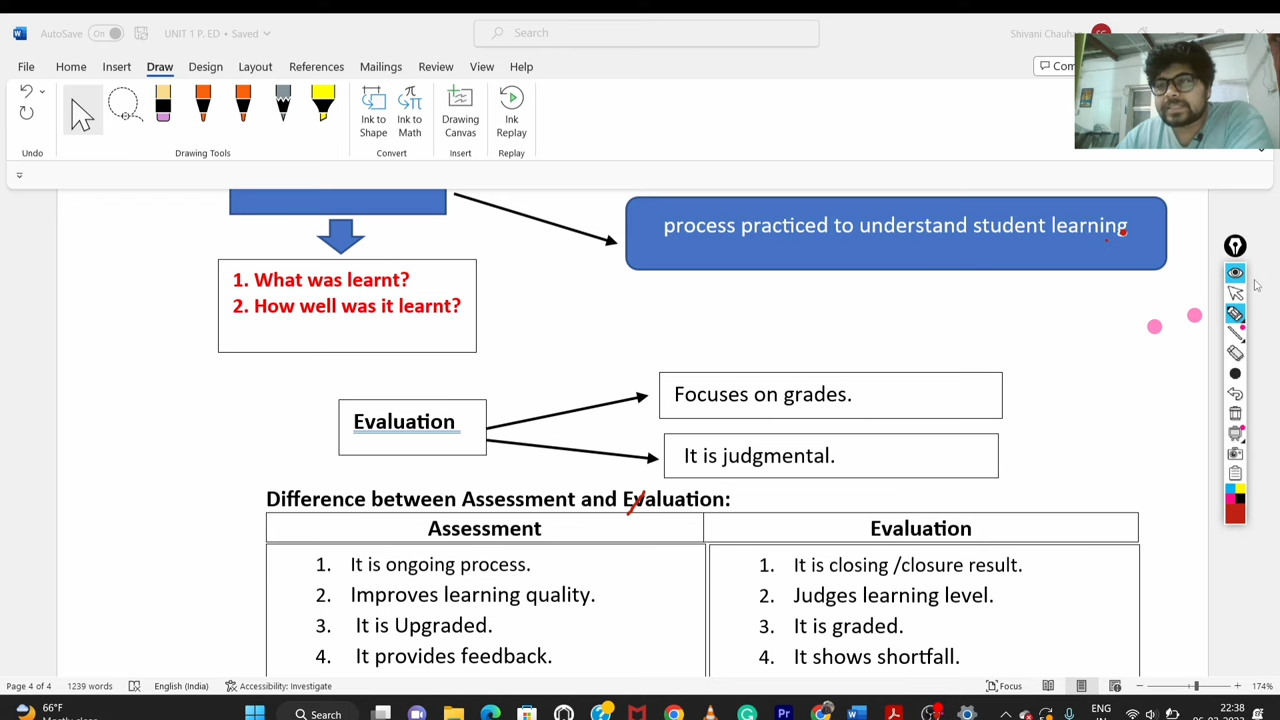 AutoSave On UNIT 1 P. ED • Saved Search Shivani Chauha
File Home Insert Draw Design Layout References Mailings Review View Help Com
Ink to Shape
Ink to Math
Drawing Canvas
Ink Replay
Undo Drawing Tools Convert Insert Replay
process practiced to understand student learning
1. What was learnt?
2. How well was it learnt?
Evaluation
Focuses on grades.
It is judgmental.
Difference between Assessment and Evaluation:
Assessment Evaluation
1. It is ongoing process.
2. Improves learning quality.
3. It is Upgraded.
4. It provides feedback.
1. It is closing /closure result.
2. Judges learning level.
3. It is graded.
4. It shows shortfall.
Page 4 of 4 1239 words English (India) Accessibility: Investigate Focus 174%
66°F
Search
ENG
22:38